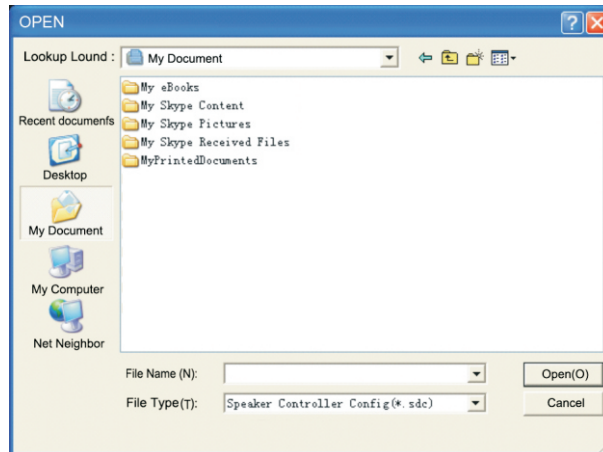 OPEN
Lookup Lound : My Document
My eBooks
My Skype Content
My Skype Pictures
My Skype Received Files
MyPrintedDocuments
Recent documenfs
Desktop
My Document
My Computer
Net Neighbor
File Name (N):
Open(O)
File Type(T): Speaker Controller Config(*.sdc)
Cancel